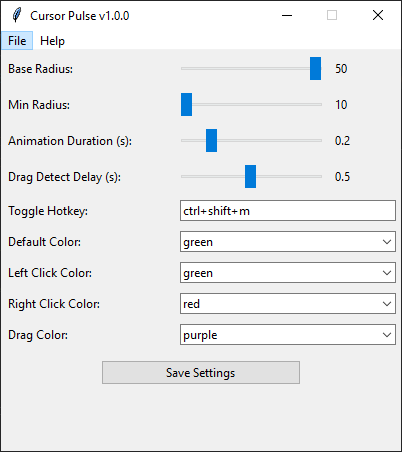 Cursor Pulse v1.0.0
File Help
Base Radius: 50
Min Radius: 10
Animation Duration (s): 0.2
Drag Detect Delay (s): 0.5
Toggle Hotkey: ctrl+shift+m
Default Color: green
Left Click Color: green
Right Click Color: red
Drag Color: purple
Save Settings